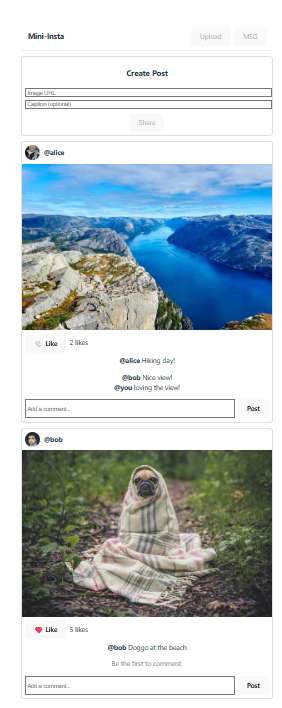 Mini-Insta
Upload
MSG
Create Post
Image URL
Caption (optional)
Share
@alice
Like
2 likes
@alice Hiking day!
@bob Nice view!
@you loving the view!
Add a comment...
Post
@bob
Like
5 likes
@bob Doggo at the beach
Be the first to comment.
Add a comment...
Post